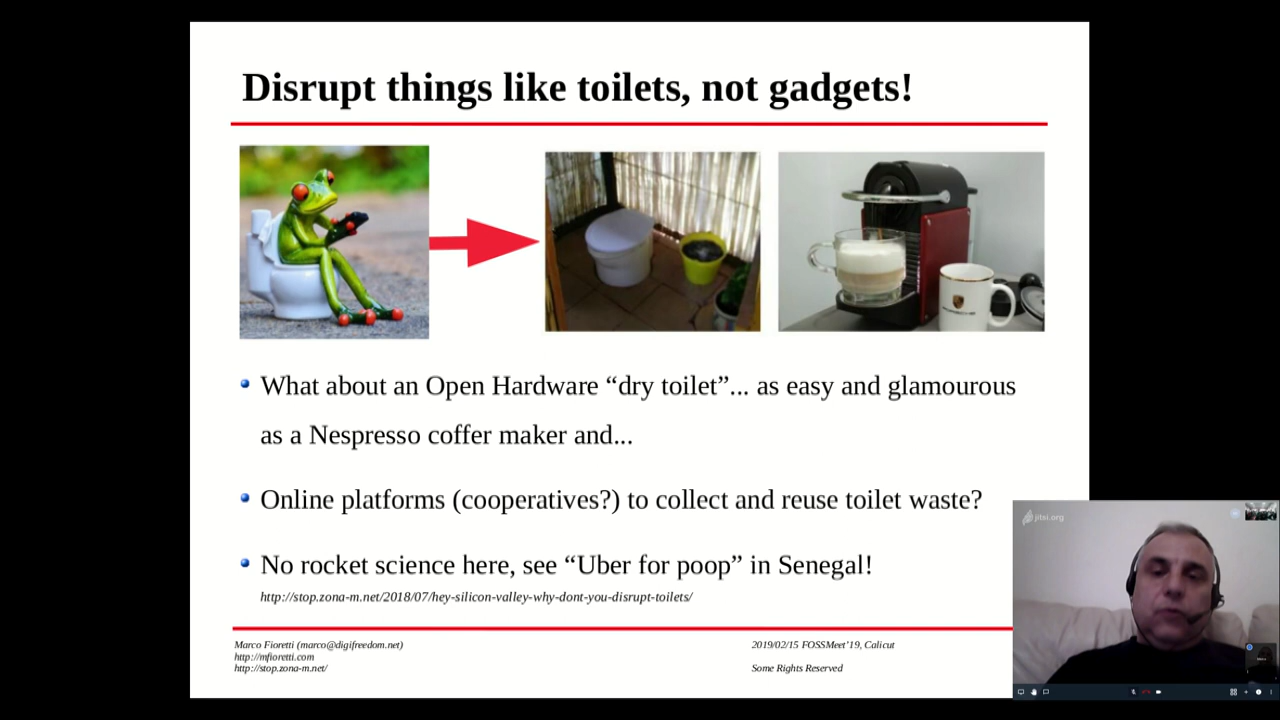 Disrupt things like toilets, not gadgets!
What about an Open Hardware “dry toilet”... as easy and glamourous
as a Nespresso coffer maker and...
Online platforms (cooperatives?) to collect and reuse toilet waste?
No rocket science here, see “Uber for poop” in Senegal!
http://stop.zona-m.net/2018/07/hey-silicon-valley-why-dont-you-disrupt-toilets/
Marco Fioretti (marco@digifreedom.net)
http://mfioretti.com
http://stop.zona-m.net/
2019/02/15 FOSSMeet’19, Calicut
Some Rights Reserved
jitsi.org